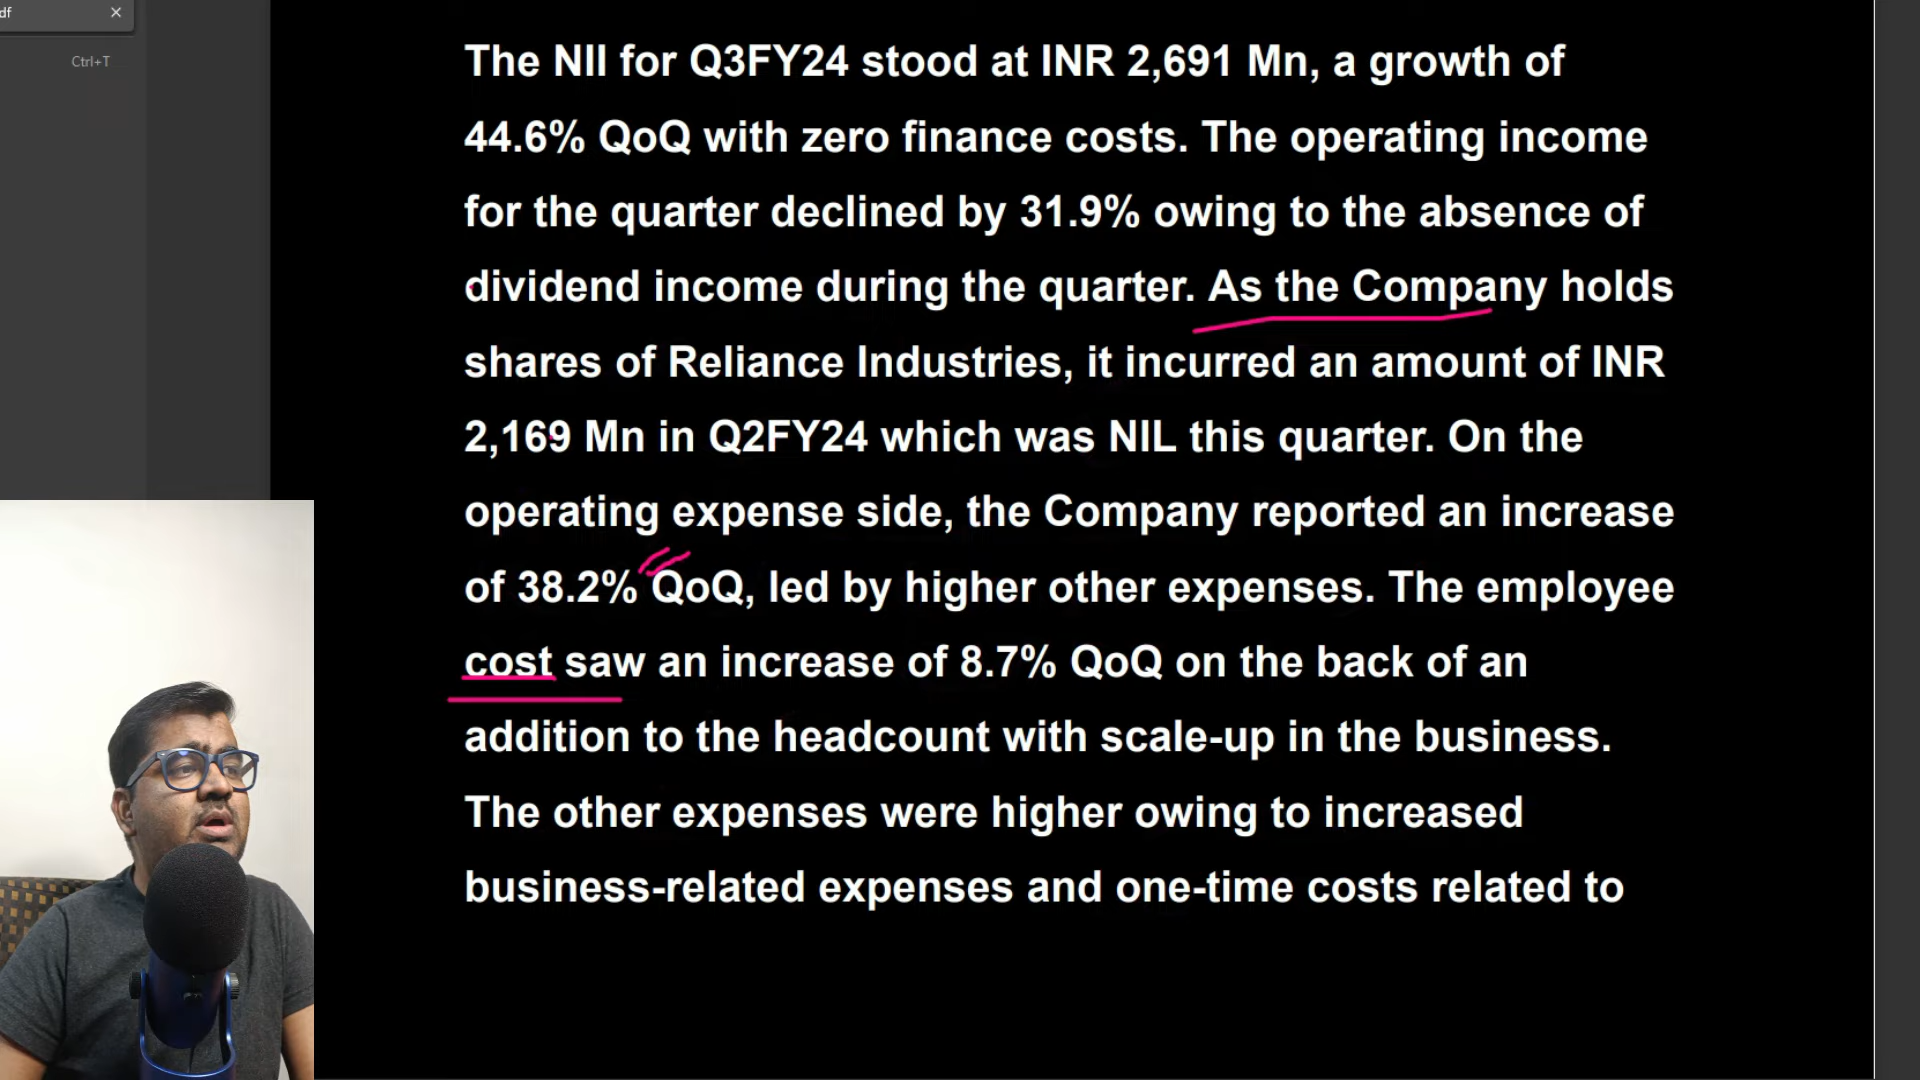 df
Ctrl+T
The NII for Q3FY24 stood at INR 2,691 Mn, a growth of
44.6% QoQ with zero finance costs. The operating income
for the quarter declined by 31.9% owing to the absence of
dividend income during the quarter. As the Company holds
shares of Reliance Industries, it incurred an amount of INR
2,169 Mn in Q2FY24 which was NIL this quarter. On the
operating expense side, the Company reported an increase
of 38.2% QoQ, led by higher other expenses. The employee
cost saw an increase of 8.7% QoQ on the back of an
addition to the headcount with scale-up in the business.
The other expenses were higher owing to increased
business-related expenses and one-time costs related to